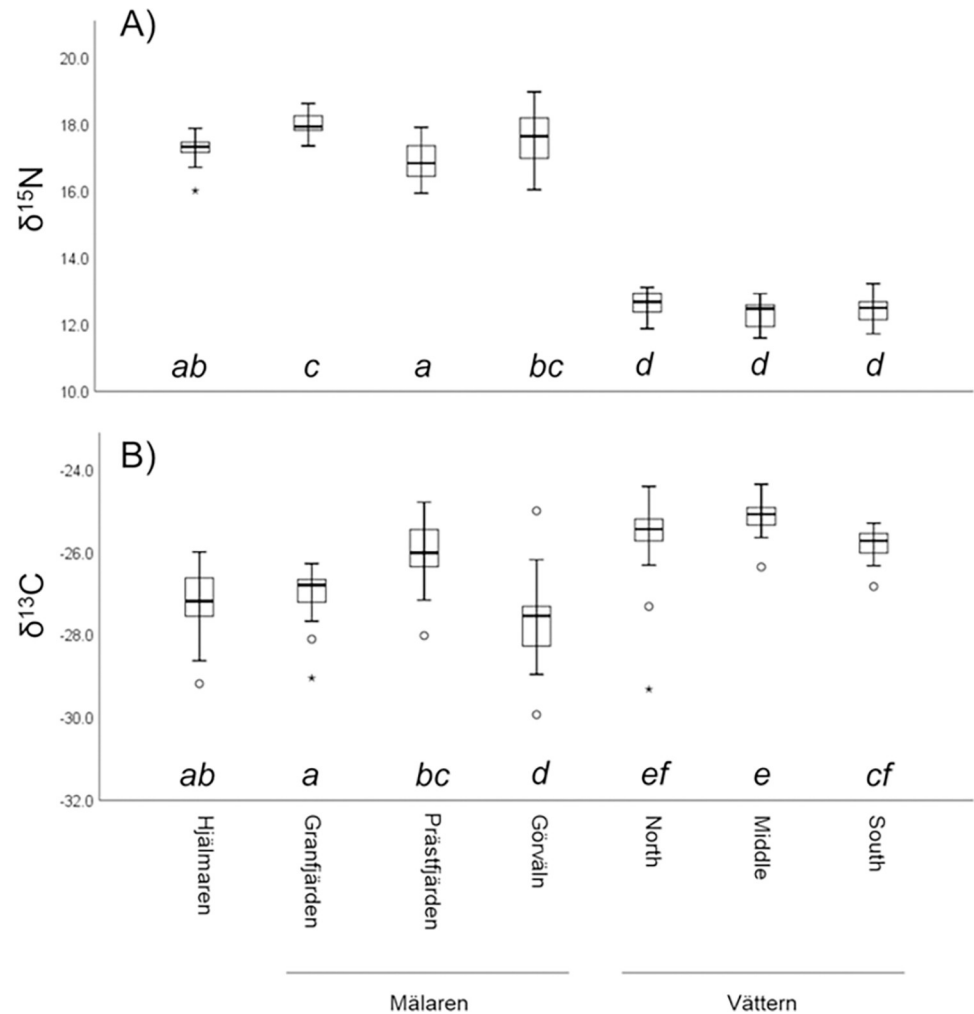 A)
20.0
18.0
δ15N
16.0
14.0
12.0
ab c a bc d d d
10.0
B)
-24.0
-26.0
δ13C
-28.0
-30.0
ab a bc d ef e cf
-32.0
Hjälmaren
Granfjärden
Prästfjärden
Görväln
North
Middle
South
Mälaren Vättern